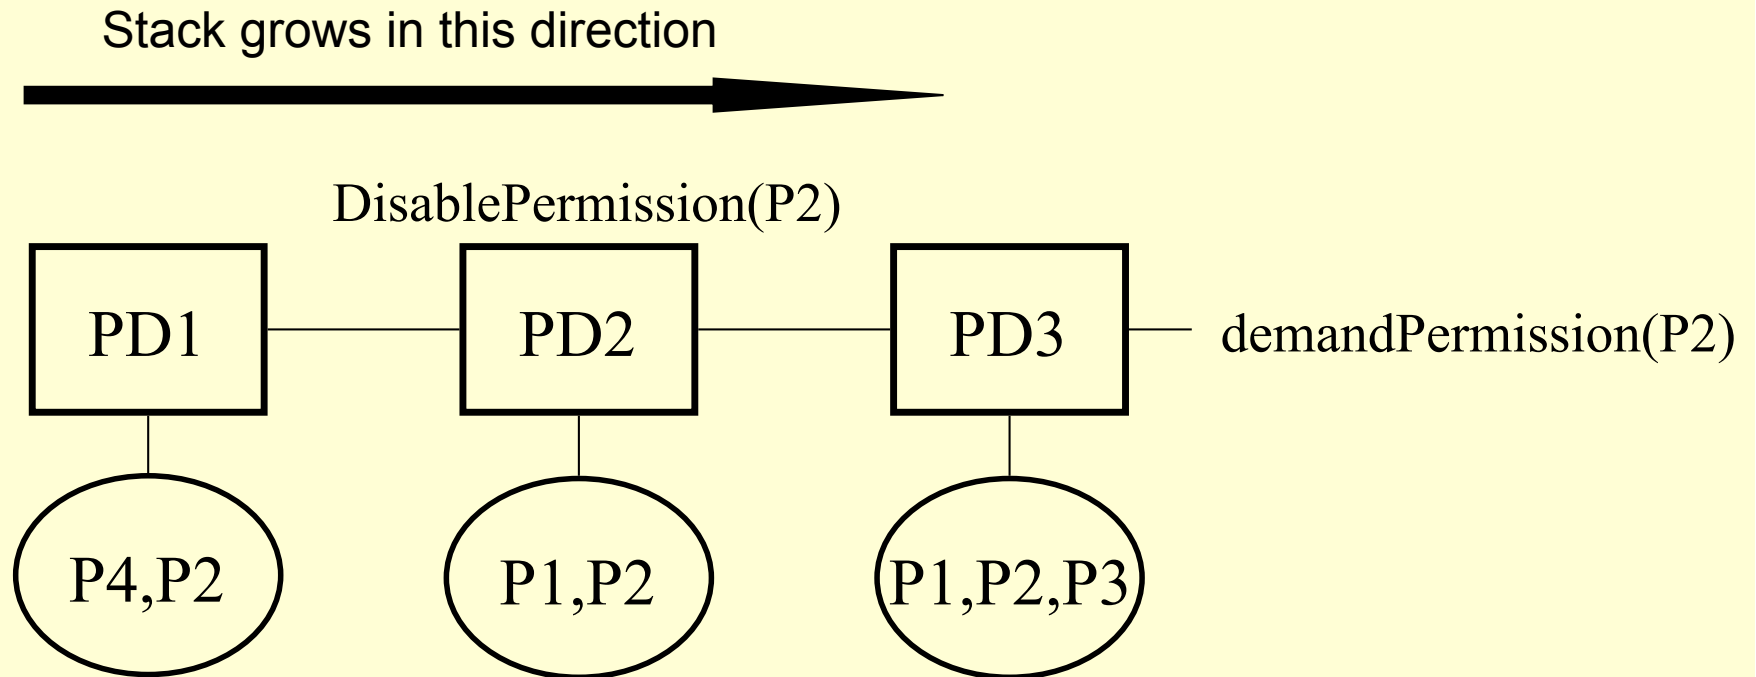 Stack grows in this direction
DisablePermission(P2)
PD1
PD2
PD3
demandPermission(P2)
P4,P2
P1,P2
P1,P2,P3